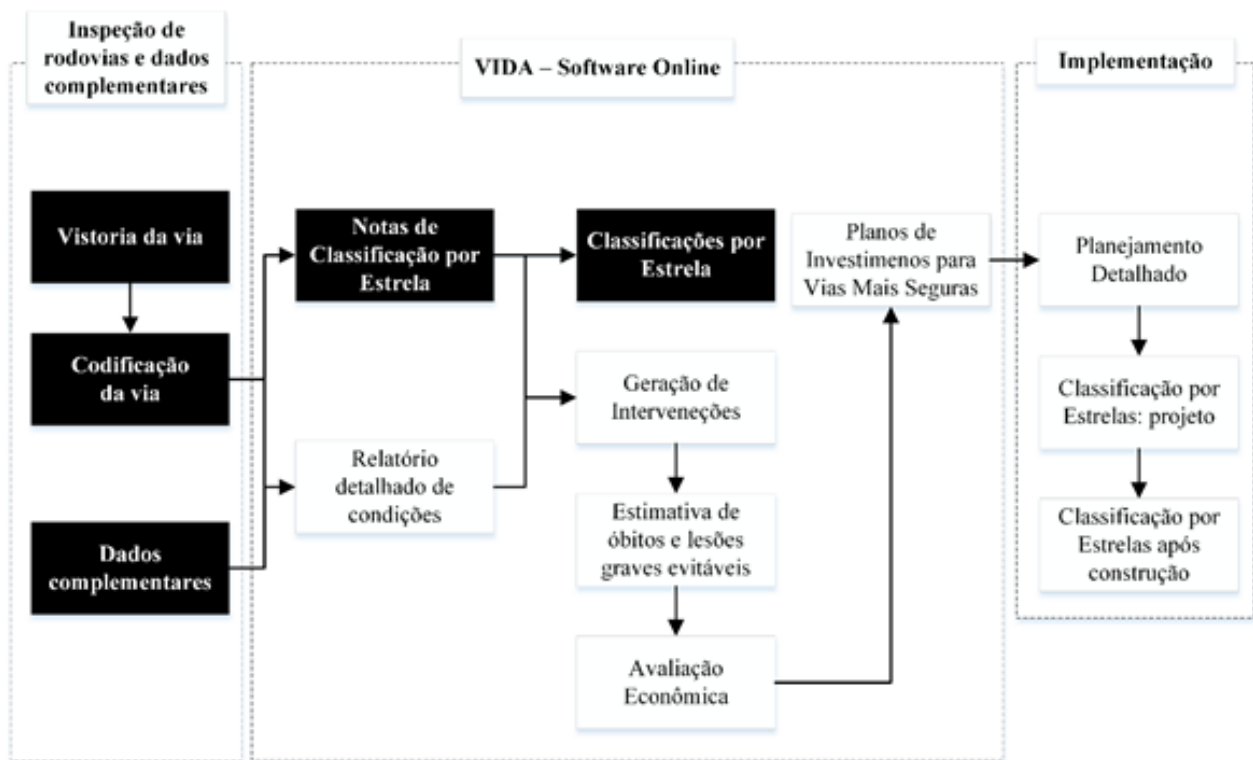 Inspeção de
rodovias e dados
complementares
VIDA – Software Online
Implementação
Vistoria da via
Codificação
da via
Dados
complementares
Notas de
Classificação por
Estrela
Relatório
detalhado de
condições
Classificações por
Estrela
Geração de
Interveneções
Estimativa de
óbitos e lesões
graves evitáveis
Avaliação
Econômica
Planos de
Investimenos para
Vias Mais Seguras
Planejamento
Detalhado
Classificação por
Estrelas: projeto
Classificação por
Estrelas após
construção